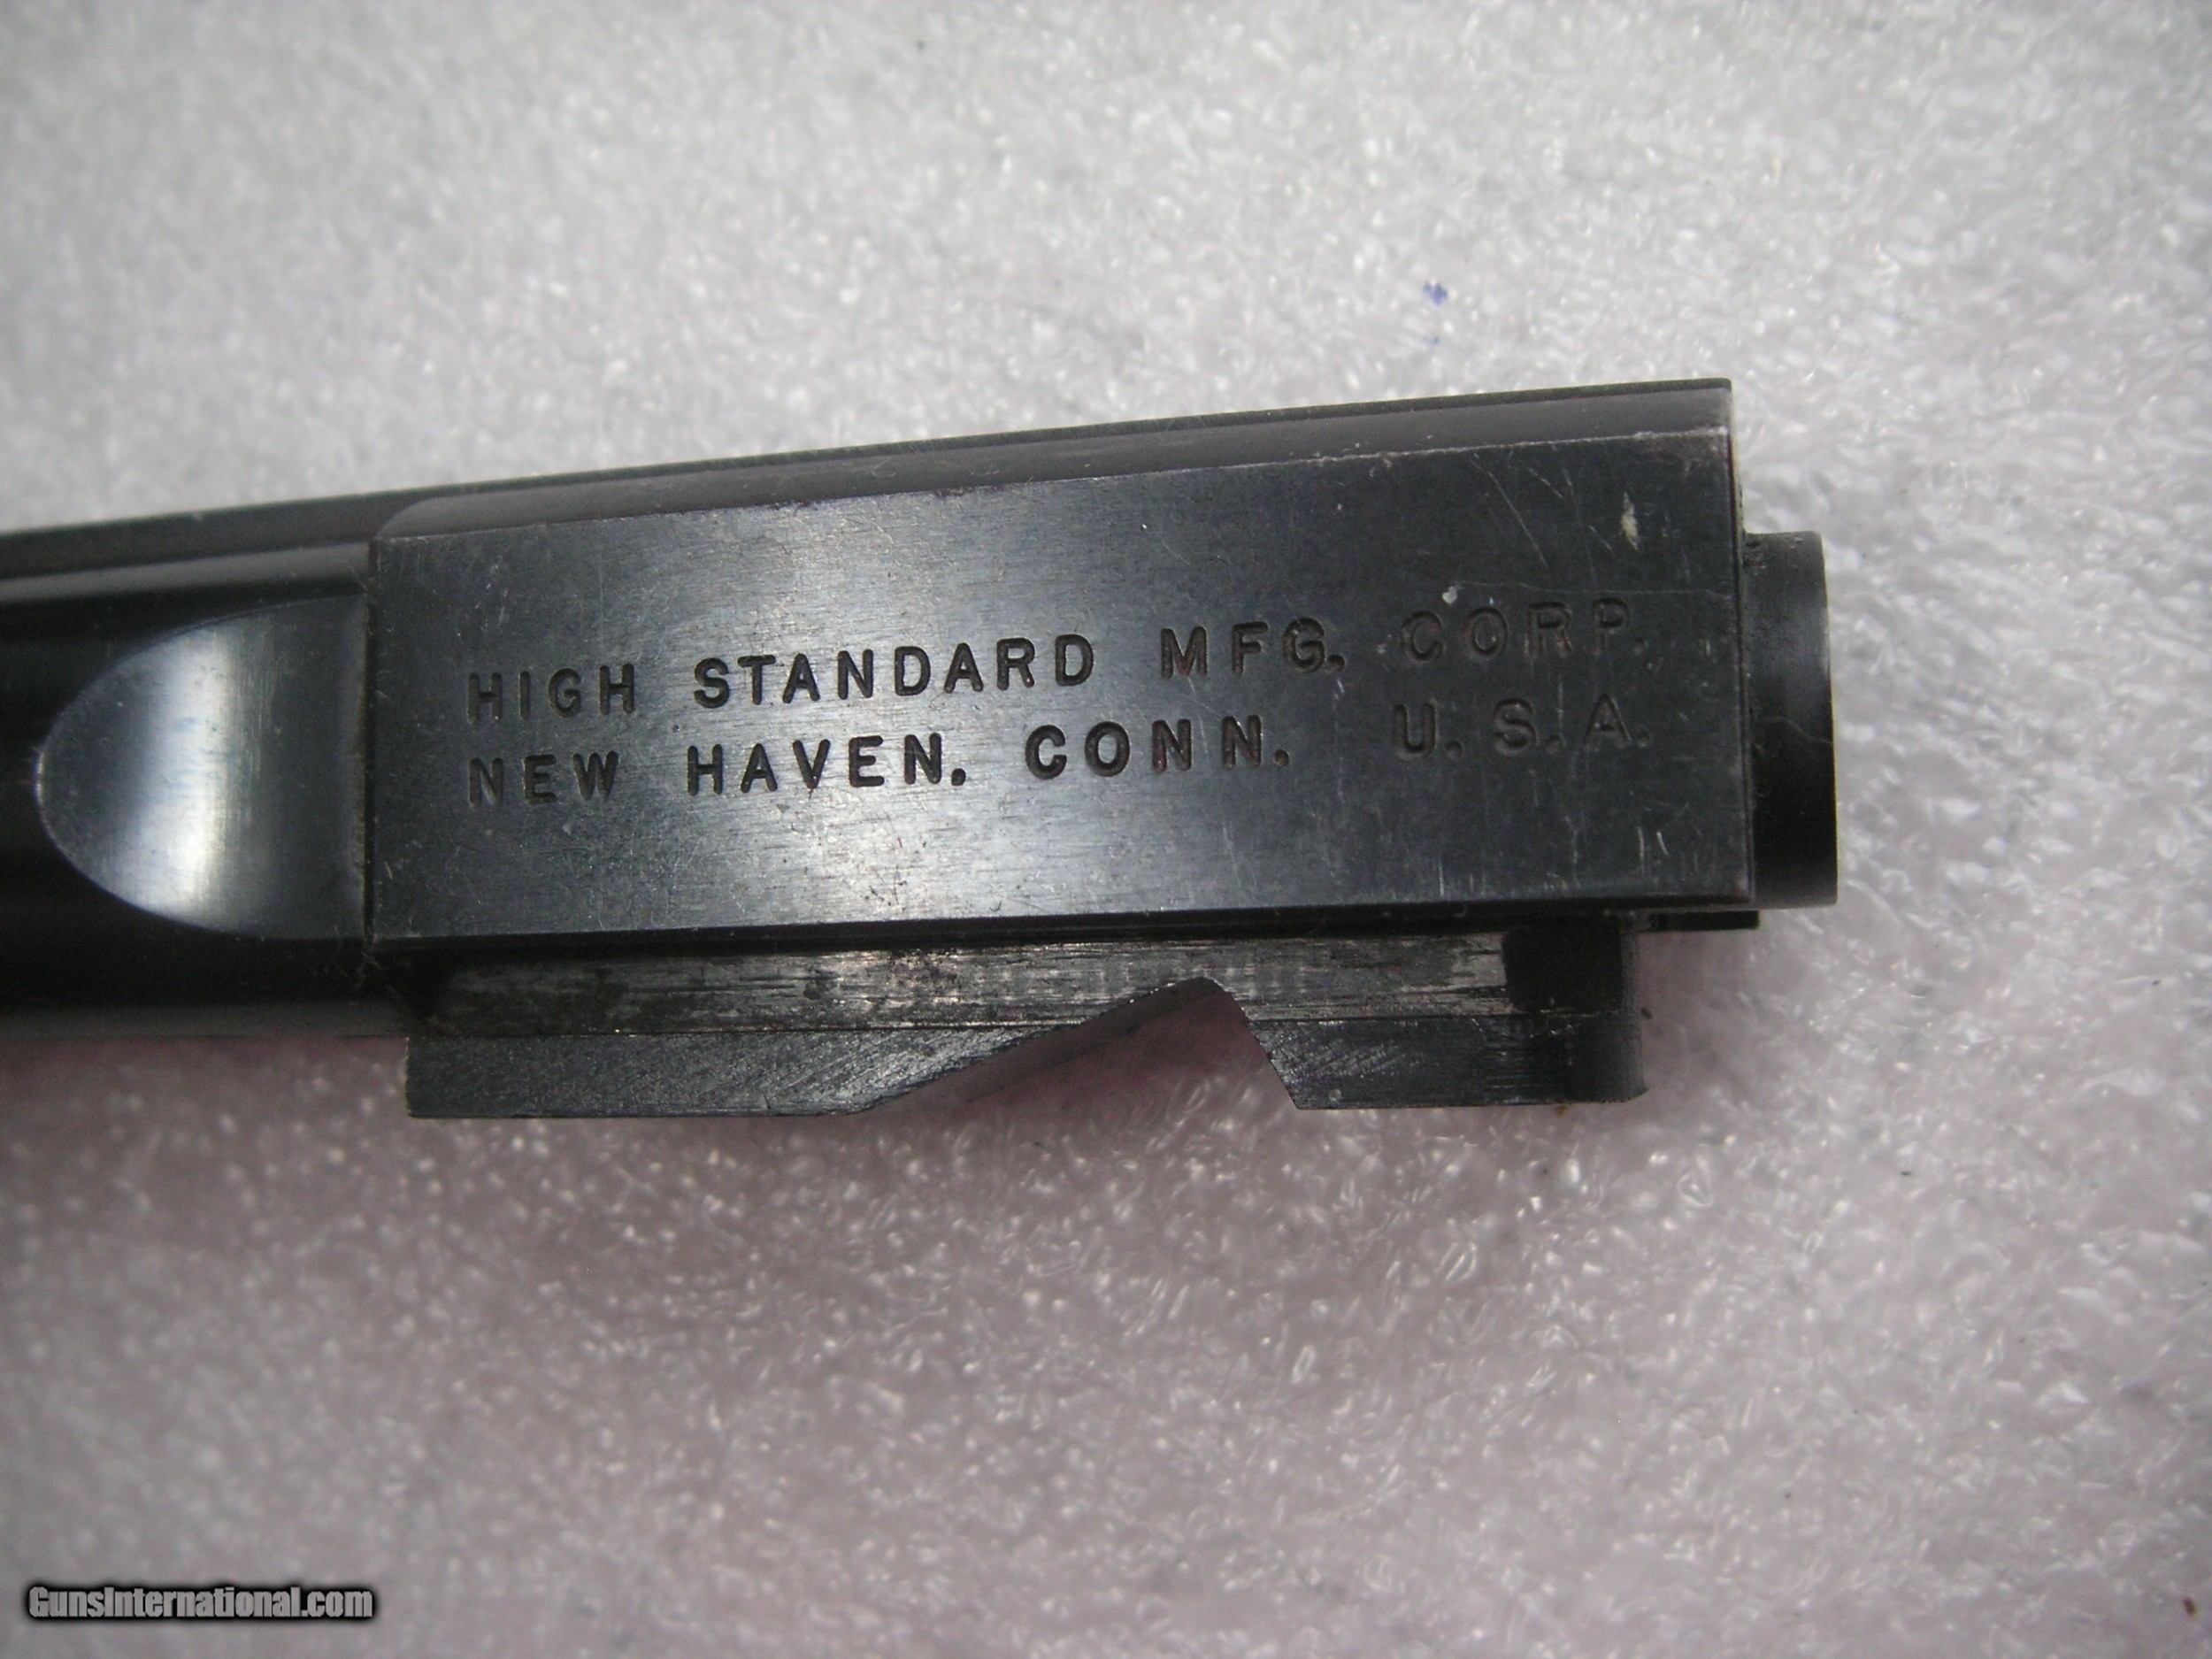 HIGH STANDARD MFG. CORP.
NEW HAVEN. CONN. U.S.A.
GunsInternational.com